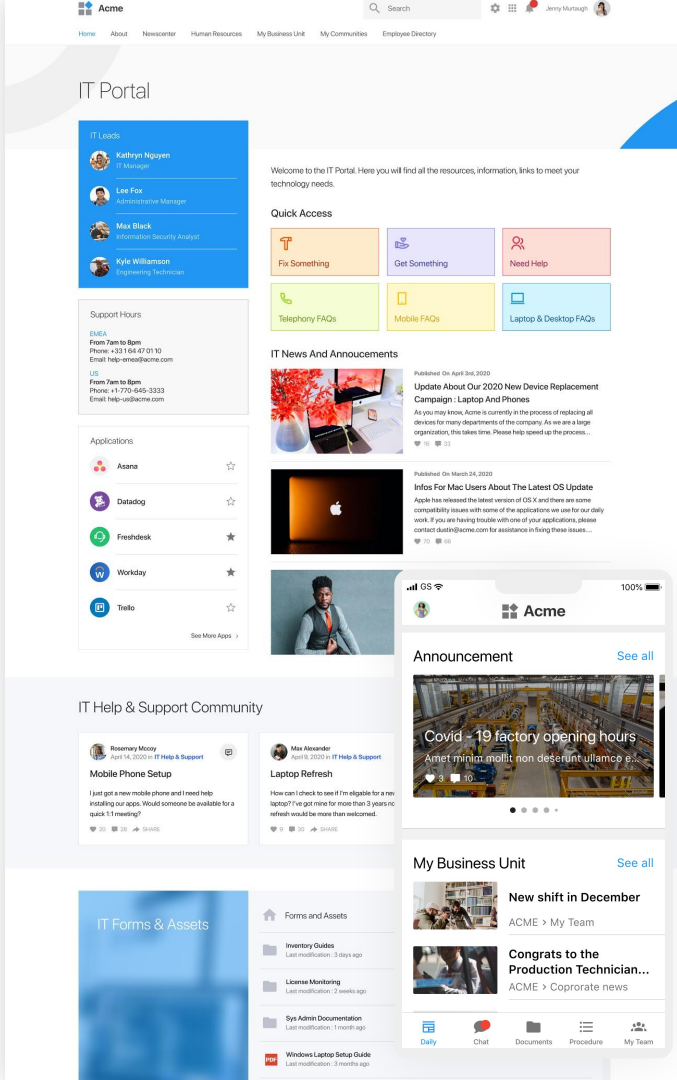 Acme
Search
Jenny Murtaugh
Home About Newscenter Human Resources My Business Unit My Communities Employee Directory
IT Portal
IT Leads
Kathryn Nguyen
IT Manager
Lee Fox
Administrative Manager
Max Black
Information Security Analyst
Kyle Williamson
Engineering Technician
Support Hours
EMEA
From 7am to 8pm
Phone: +33 1 64 47 01 10
Email: help-emea@acme.com
US
From 7am to 8pm
Phone: +1-770-645-3333
Email: help-us@acme.com
Applications
Asana
Datadog
Freshdesk
Workday
Trello
See More Apps >
Welcome to the IT Portal. Here you will find all the resources, information, links to meet your
technology needs.
Quick Access
Fix Something
Get Something
Need Help
Telephony FAQs
Mobile FAQs
Laptop & Desktop FAQs
IT News And Annoucements
Published On April 3rd, 2020
Update About Our 2020 New Device Replacement
Campaign : Laptop And Phones
As you may know, Acme is currently in the process of replacing all
devices for many departments of the company. As we are a large
organization, this takes time. Please help speed up the process...
16 33
Published On March 24, 2020
Infos For Mac Users About The Latest OS Update
Apple has released the latest version of OS X and there are some
compatibility issues with some of the applications we use for our daily
work. If you are having trouble with one of your applications, please
contact dustin@acme.com for assistance in fixing these issues....
70 88
IT Help & Support Community
Rosemary Mccoy
April 14, 2020 in IT Help & Support
Mobile Phone Setup
I just got a new mobile phone and I need help
installing our apps. Would someone be available for a
quick 1:1 meeting?
20 28 SHARE
Max Alexander
April 9, 2020 in IT Help & Support
Laptop Refresh
How can I check to see if I'm eligable for a new
laptop? I've got mine for more than 3 years no
refresh would be more than welcomed.
9 20 SHARE
IT Forms & Assets
Forms and Assets
Inventory Guides
Last modification : 3 days ago
License Monitoring
Last modification : 2 weeks ago
Sys Admin Documentation
Last modification : 1 month ago
PDF
Windows Laptop Setup Guide
Last modification : 3 months ago
GS 100%
Acme
Announcement See all
Covid - 19 factory opening hours
Amet minim mollit non deserunt ullamco e...
3 10
My Business Unit See all
New shift in December
ACME > My Team
Congrats to the
Production Technician...
ACME > Coprorate news
Daily Chat Documents Procedure My Team